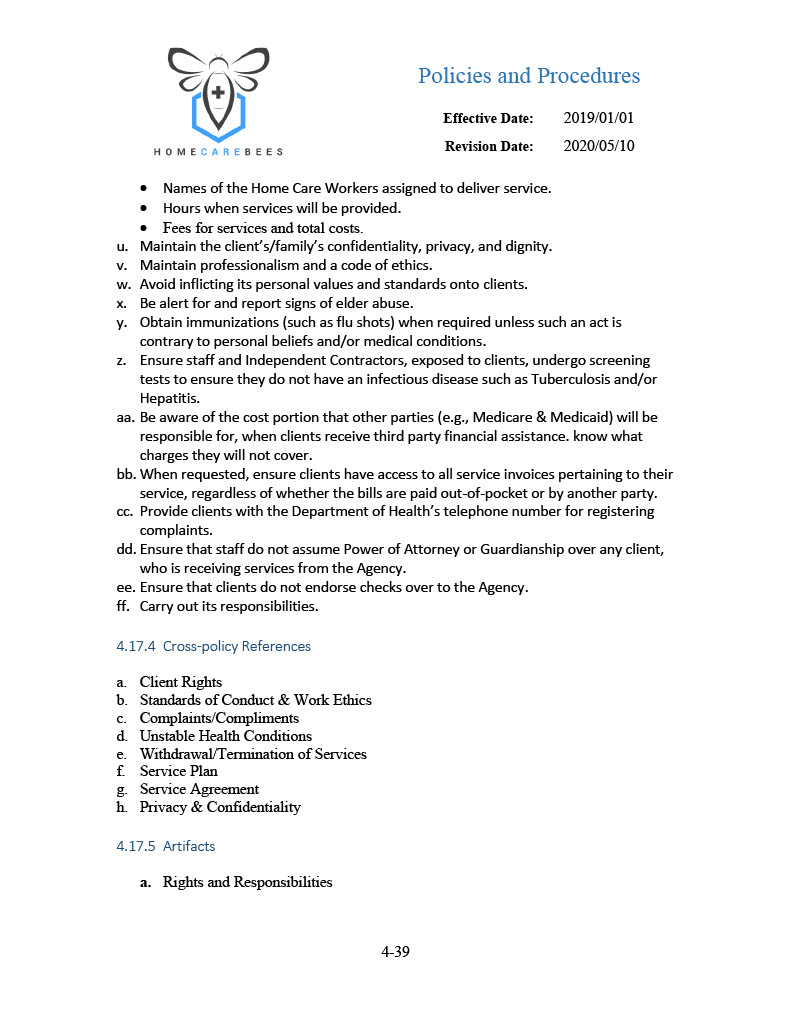 Policies and Procedures
Effective Date: 2019/01/01
Revision Date: 2020/05/10
HOMECAREBEES
• Names of the Home Care Workers assigned to deliver service.
• Hours when services will be provided.
• Fees for services and total costs.
u. Maintain the client’s/family’s confidentiality, privacy, and dignity.
v. Maintain professionalism and a code of ethics.
w. Avoid inflicting its personal values and standards onto clients.
x. Be alert for and report signs of elder abuse.
y. Obtain immunizations (such as flu shots) when required unless such an act is
contrary to personal beliefs and/or medical conditions.
z. Ensure staff and Independent Contractors, exposed to clients, undergo screening
tests to ensure they do not have an infectious disease such as Tuberculosis and/or
Hepatitis.
aa. Be aware of the cost portion that other parties (e.g., Medicare & Medicaid) will be
responsible for, when clients receive third party financial assistance. know what
charges they will not cover.
bb. When requested, ensure clients have access to all service invoices pertaining to their
service, regardless of whether the bills are paid out-of-pocket or by another party.
cc. Provide clients with the Department of Health’s telephone number for registering
complaints.
dd. Ensure that staff do not assume Power of Attorney or Guardianship over any client,
who is receiving services from the Agency.
ee. Ensure that clients do not endorse checks over to the Agency.
ff. Carry out its responsibilities.
4.17.4 Cross-policy References
a. Client Rights
b. Standards of Conduct & Work Ethics
c. Complaints/Compliments
d. Unstable Health Conditions
e. Withdrawal/Termination of Services
f. Service Plan
g. Service Agreement
h. Privacy & Confidentiality
4.17.5 Artifacts
a. Rights and Responsibilities
4-39